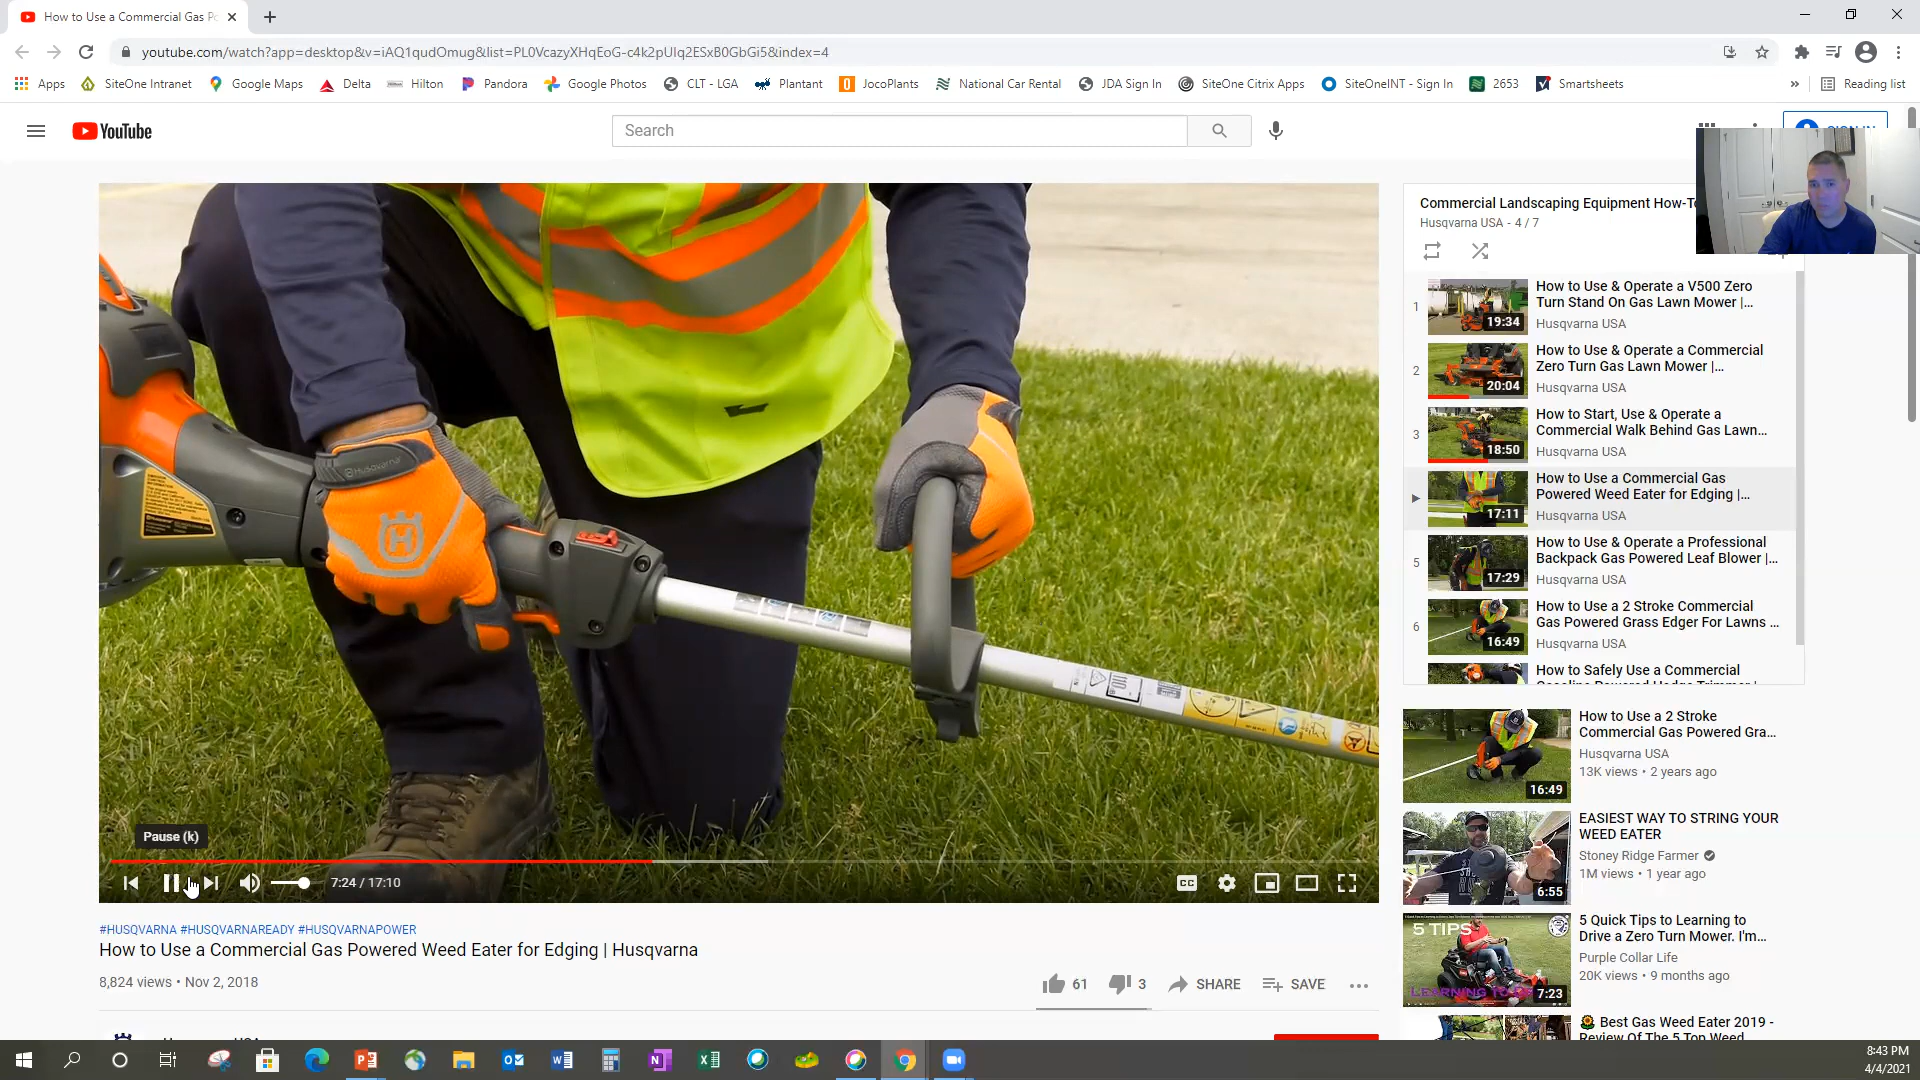 How to Use a Commercial Gas Po
youtube.com/watch?app=desktop&v=iAQ1qudOmug&list=PL0VcazyXHqEoG-c4k2pUIq2ESxB0GbGi5&index=4
Apps
SiteOne Intranet
Google Maps
Delta
Hilton
Pandora
Google Photos
CLT - LGA
Plantant
JocoPlants
National Car Rental
JDA Sign In
SiteOne Citrix Apps
SiteOneINT - Sign In
2653
Smartsheets
»
Reading list
YouTube
Search
Husqvarna
H
Pause (k)
7:24 / 17:10
CC
#HUSQVARNA #HUSQVARNAREADY #HUSQVARNAPOWER
How to Use a Commercial Gas Powered Weed Eater for Edging | Husqvarna
8,824 views • Nov 2, 2018
61
3
SHARE
SAVE
Commercial Landscaping Equipment How-T
Husqvarna USA - 4 / 7
1
19:34
How to Use & Operate a V500 Zero
Turn Stand On Gas Lawn Mower |...
Husqvarna USA
2
20:04
How to Use & Operate a Commercial
Zero Turn Gas Lawn Mower |...
Husqvarna USA
3
18:50
How to Start, Use & Operate a
Commercial Walk Behind Gas Lawn...
Husqvarna USA
17:11
How to Use a Commercial Gas
Powered Weed Eater for Edging |...
Husqvarna USA
5
17:29
How to Use & Operate a Professional
Backpack Gas Powered Leaf Blower |...
Husqvarna USA
6
16:49
How to Use a 2 Stroke Commercial
Gas Powered Grass Edger For Lawns ...
Husqvarna USA
How to Safely Use a Commercial
16:49
How to Use a 2 Stroke
Commercial Gas Powered Gra...
Husqvarna USA
13K views • 2 years ago
6:55
EASIEST WAY TO STRING YOUR
WEED EATER
Stoney Ridge Farmer
1M views • 1 year ago
5 TIPS
LEARNING TO
7:23
5 Quick Tips to Learning to
Drive a Zero Turn Mower. I'm...
Purple Collar Life
20K views • 9 months ago
Best Gas Weed Eater 2019 -
Review Of The 5 Top Weed
8:43 PM
4/4/2021